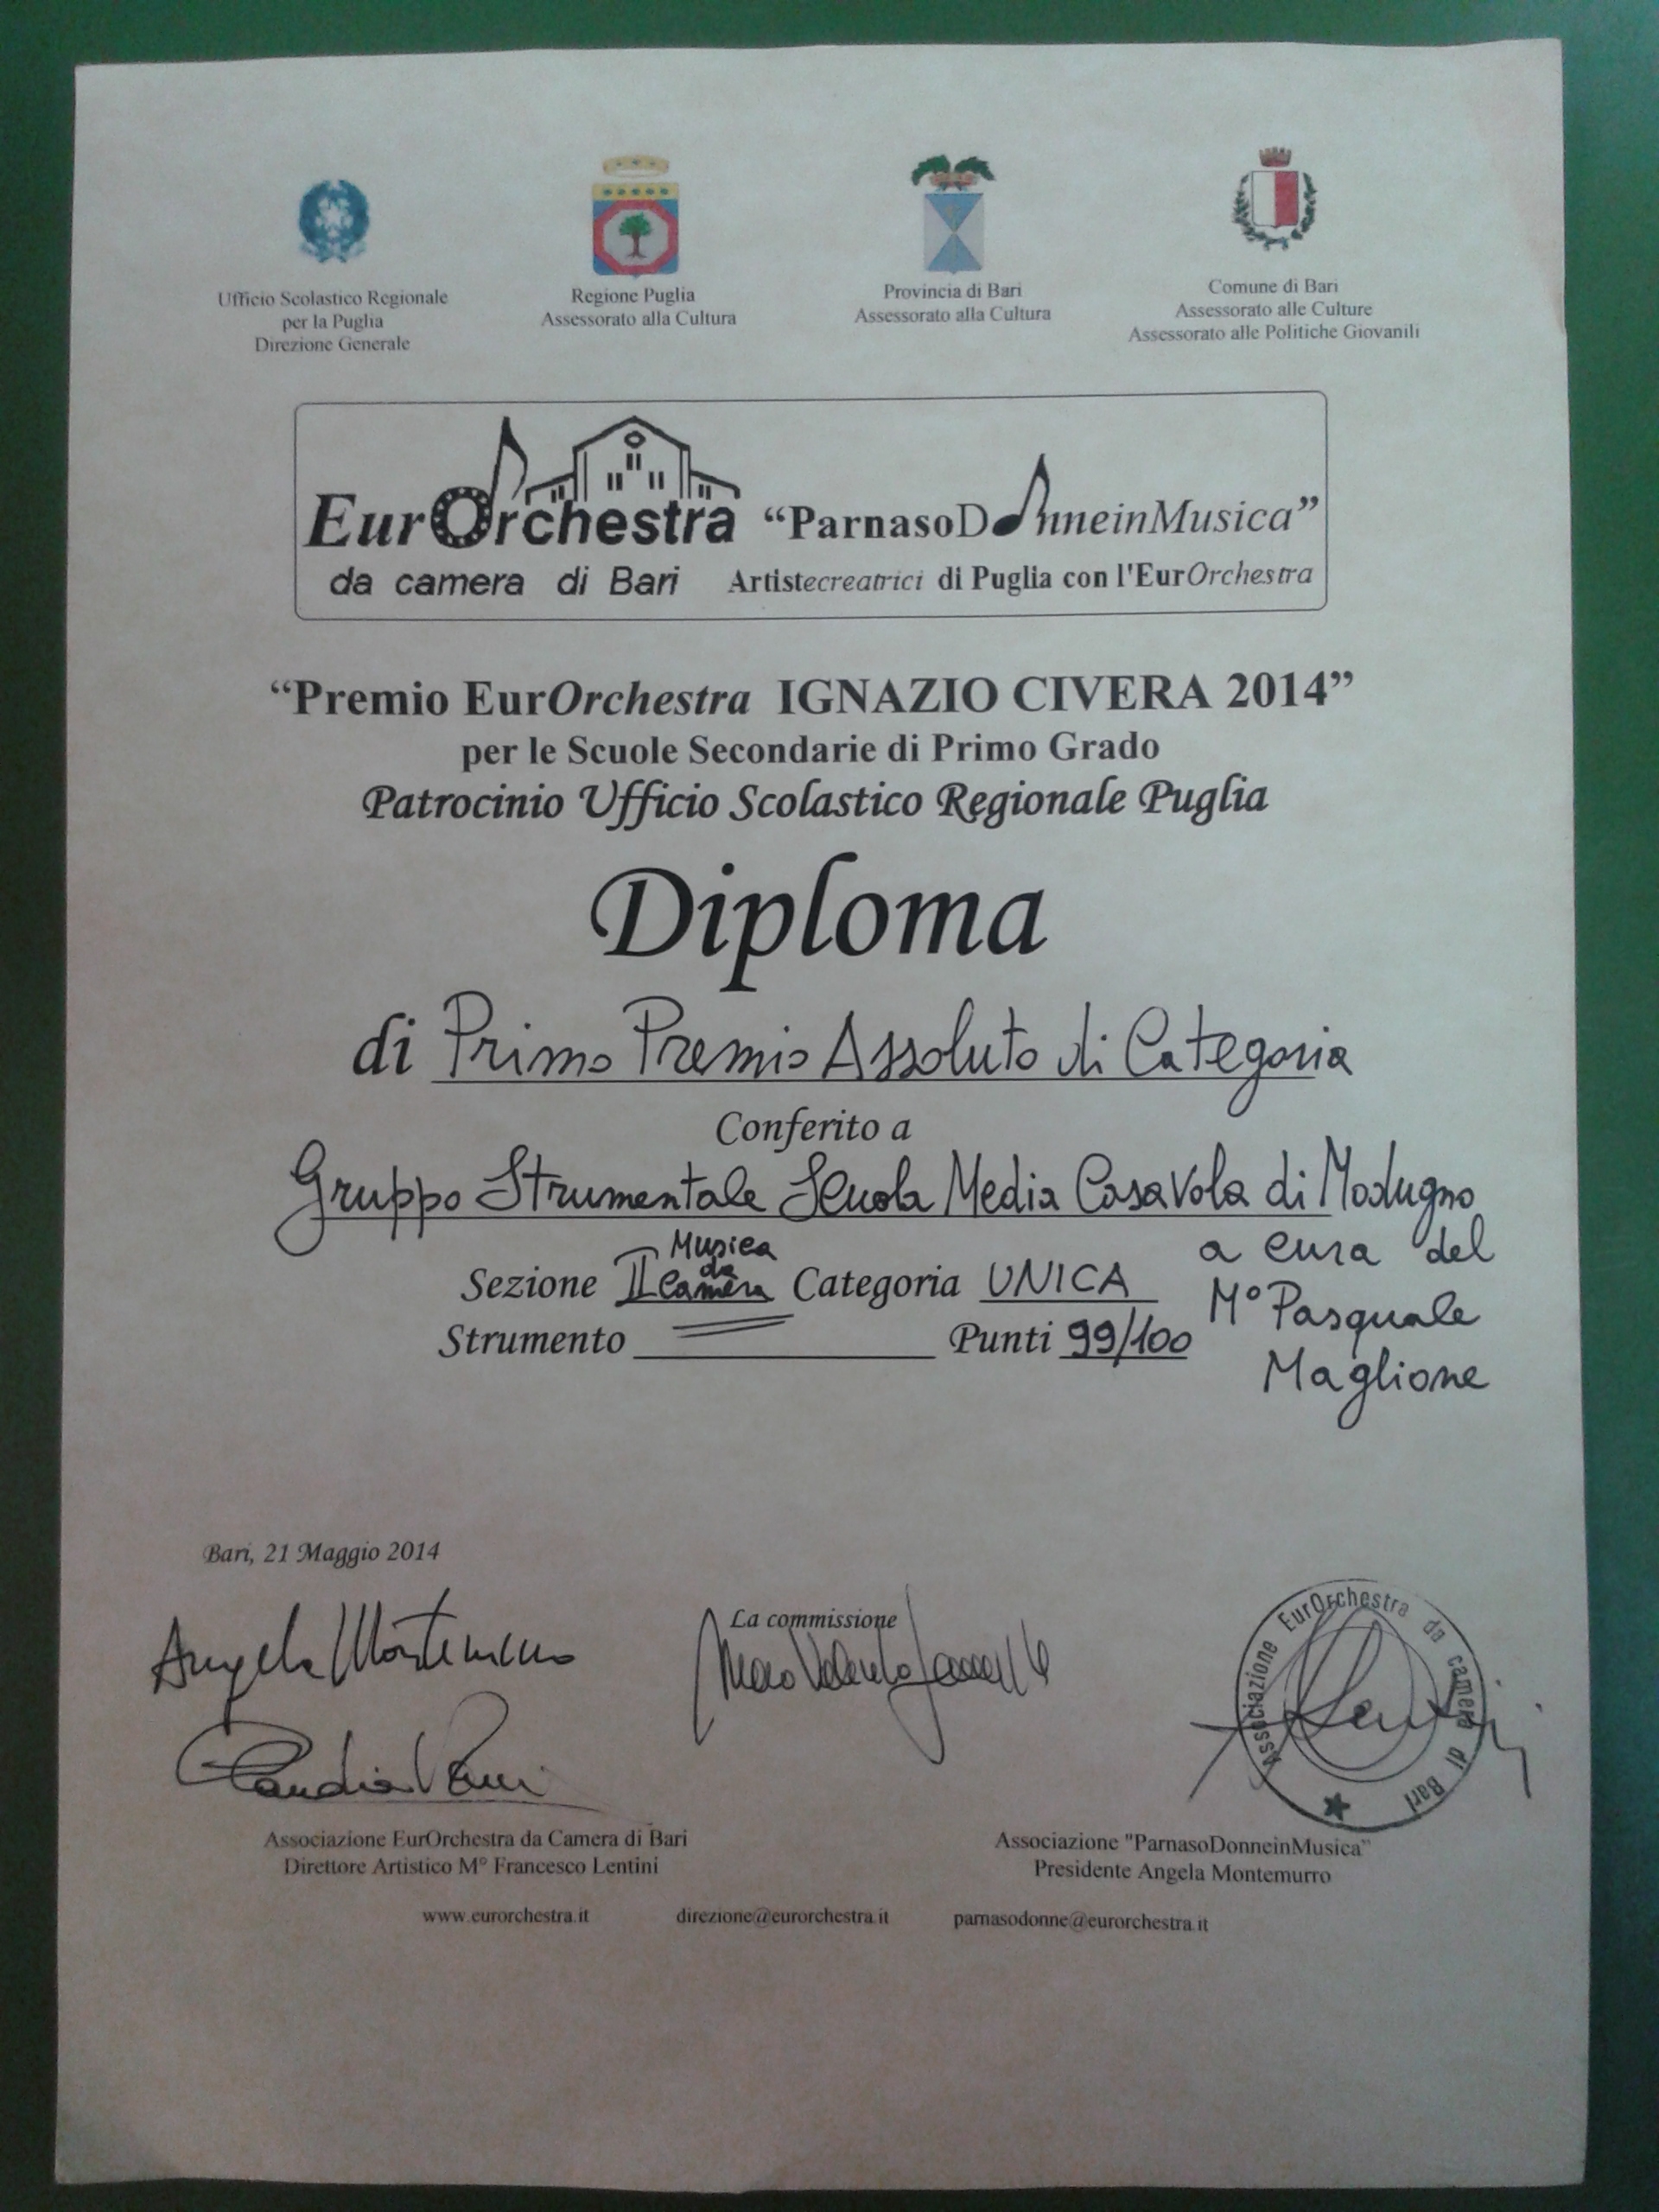 Ufficio Scolastico Regionale
per la Puglia
Direzione Generale
Regione Puglia
Assessorato alla Cultura
Provincia di Bari
Assessorato alla Cultura
Comune di Bari
Assessorato alle Culture
Assessorato alle Politiche Giovanili
EurOrchestra
da camera di Bari
“ParnasoDonneinMusica”
Artistecreatrici di Puglia con l'EurOrchestra
“Premio EurOrchestra IGNAZIO CIVERA 2014”
per le Scuole Secondarie di Primo Grado
Patrocinio Ufficio Scolastico Regionale Puglia
Diploma
di Primo Premio Assoluto di Categoria
Conferito a
Gruppo Strumentale Scuola Media Casavola di Modugno
a cura del
M° Pasquale
Maglione
Sezione II Musica da Camera Categoria UNICA
Strumento Punti 99/100
Bari, 21 Maggio 2014
La commissione
Angela Montemurro
Claudia
Associazione EurOrchestra da camera di Bari
Associazione EurOrchestra da Camera di Bari
Direttore Artistico M° Francesco Lentini
Associazione "ParnasoDonneinMusica"
Presidente Angela Montemurro
www.eurorchestra.it direzione@eurorchestra.it parnasodonne@eurorchestra.it